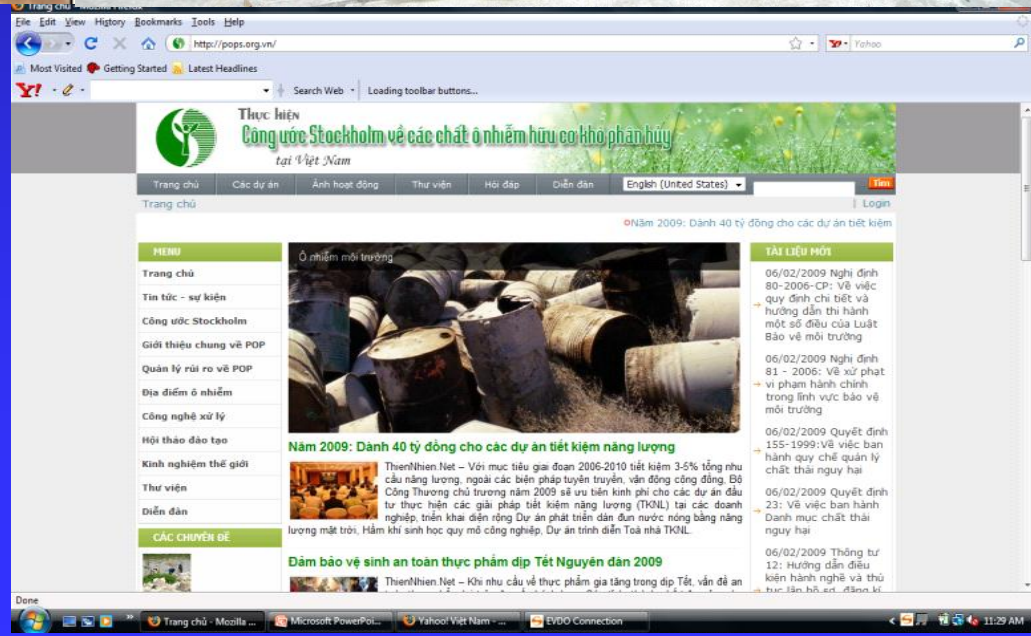 Trang chủ - Mozilla Firefox
File Edit View History Bookmarks Tools Help
http://pops.org.vn/
Yahoo
Most Visited Getting Started Latest Headlines
Y! Search Web Loading toolbar buttons...
Thực hiện
Công ước Stockholm về các chất ô nhiễm hữu cơ khó phân hủy
tại Việt Nam
Trang chủ Các dự án Ảnh hoạt động Thư viện Hỏi đáp Diễn đàn English (United States) Tìm
Trang chủ | Login
Năm 2009: Dành 40 tỷ đồng cho các dự án tiết kiệm
MENU
Trang chủ
Tin tức - sự kiện
Công ước Stockholm
Giới thiệu chung về POP
Quản lý rủi ro về POP
Địa điểm ô nhiễm
Công nghệ xử lý
Hội thảo đào tạo
Kinh nghiệm thế giới
Thư viện
Diễn đàn
CÁC CHUYÊN ĐỀ
Ô nhiễm môi trường
Năm 2009: Dành 40 tỷ đồng cho các dự án tiết kiệm năng lượng
ThienNhien.Net – Với mục tiêu giai đoạn 2006-2010 tiết kiệm 3-5% tổng nhu
cầu năng lượng, ngoài các biện pháp tuyên truyền, vận động cộng đồng, Bộ
Công Thương chủ trương năm 2009 sẽ ưu tiên kinh phí cho các dự án đầu
tư thực hiện các giải pháp tiết kiệm năng lượng (TKNL) tại các doanh
nghiệp, triển khai diện rộng Dự án phát triển dàn đun nước nóng bằng năng
lượng mặt trời, Hầm khí sinh học quy mô công nghiệp, Dự án trình diễn Toà nhà TKNL.
Đảm bảo vệ sinh an toàn thực phẩm dịp Tết Nguyên đán 2009
ThienNhien.Net – Khi nhu cầu về thực phẩm gia tăng trong dịp Tết, vấn đề an
TÀI LIỆU MỚI
06/02/2009 Nghị định
80-2006-CP: Về việc
quy định chi tiết và
hướng dẫn thi hành
một số điều của Luật
Bảo vệ môi trường
06/02/2009 Nghị định
81 - 2006: Về xử phạt
vi phạm hành chính
trong lĩnh vực bảo vệ
môi trường
06/02/2009 Quyết định
155-1999:Về việc ban
hành quy chế quản lý
chất thải nguy hại
06/02/2009 Quyết định
23: Về việc ban hành
Danh mục chất thải
nguy hại
06/02/2009 Thông tư
12: Hướng dẫn điều
kiện hành nghề và thủ
tục lập hồ sơ, đăng kí
Done
Trang chủ - Mozilla ... Microsoft PowerPoi... Yahoo! Việt Nam - ... EVDO Connection 11:29 AM